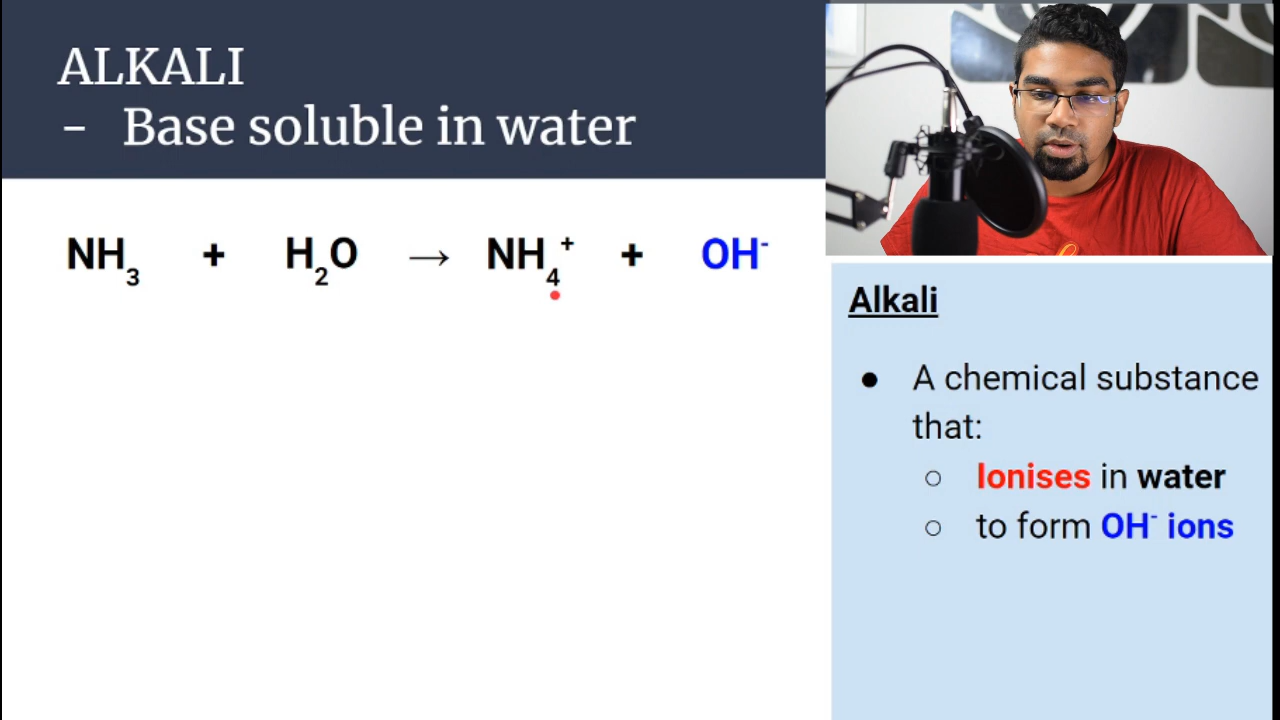 ALKALI
- Base soluble in water
NH₃ + H₂O → NH₄⁺ + OH⁻
Alkali
● A chemical substance
that:
○ Ionises in water
○ to form OH⁻ ions